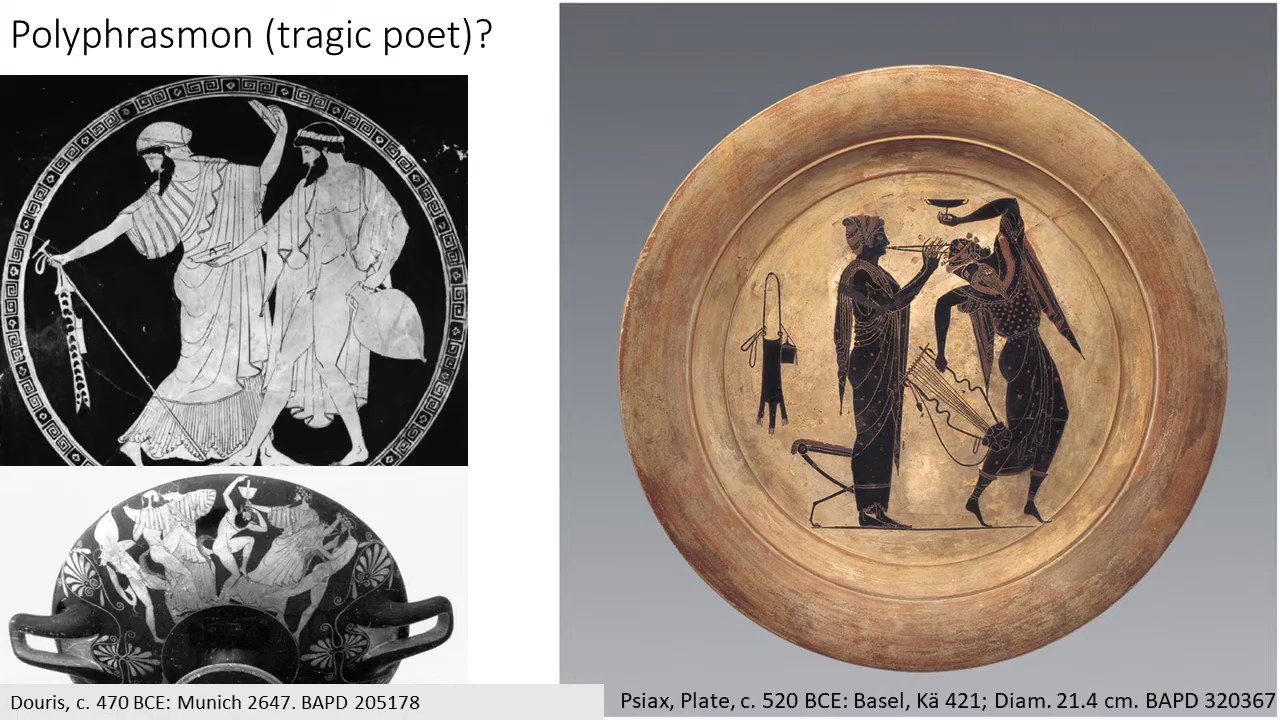 Polyphrasmon (tragic poet)?
Douris, c. 470 BCE: Munich 2647. BAPD 205178
Psiax, Plate, c. 520 BCE: Basel, Kä 421; Diam. 21.4 cm. BAPD 320367